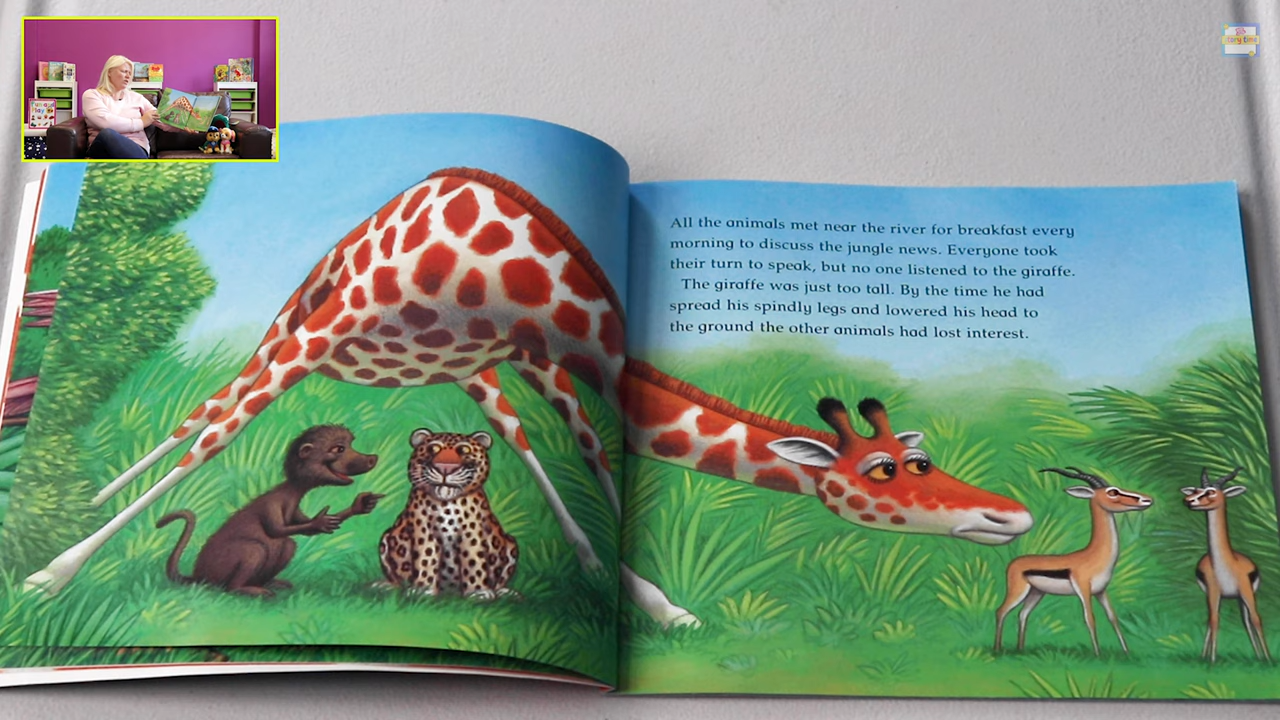 All the animals met near the river for breakfast every
morning to discuss the jungle news. Everyone took
their turn to speak, but no one listened to the giraffe.
The giraffe was just too tall. By the time he had
spread his spindly legs and lowered his head to
the ground the other animals had lost interest.
story time